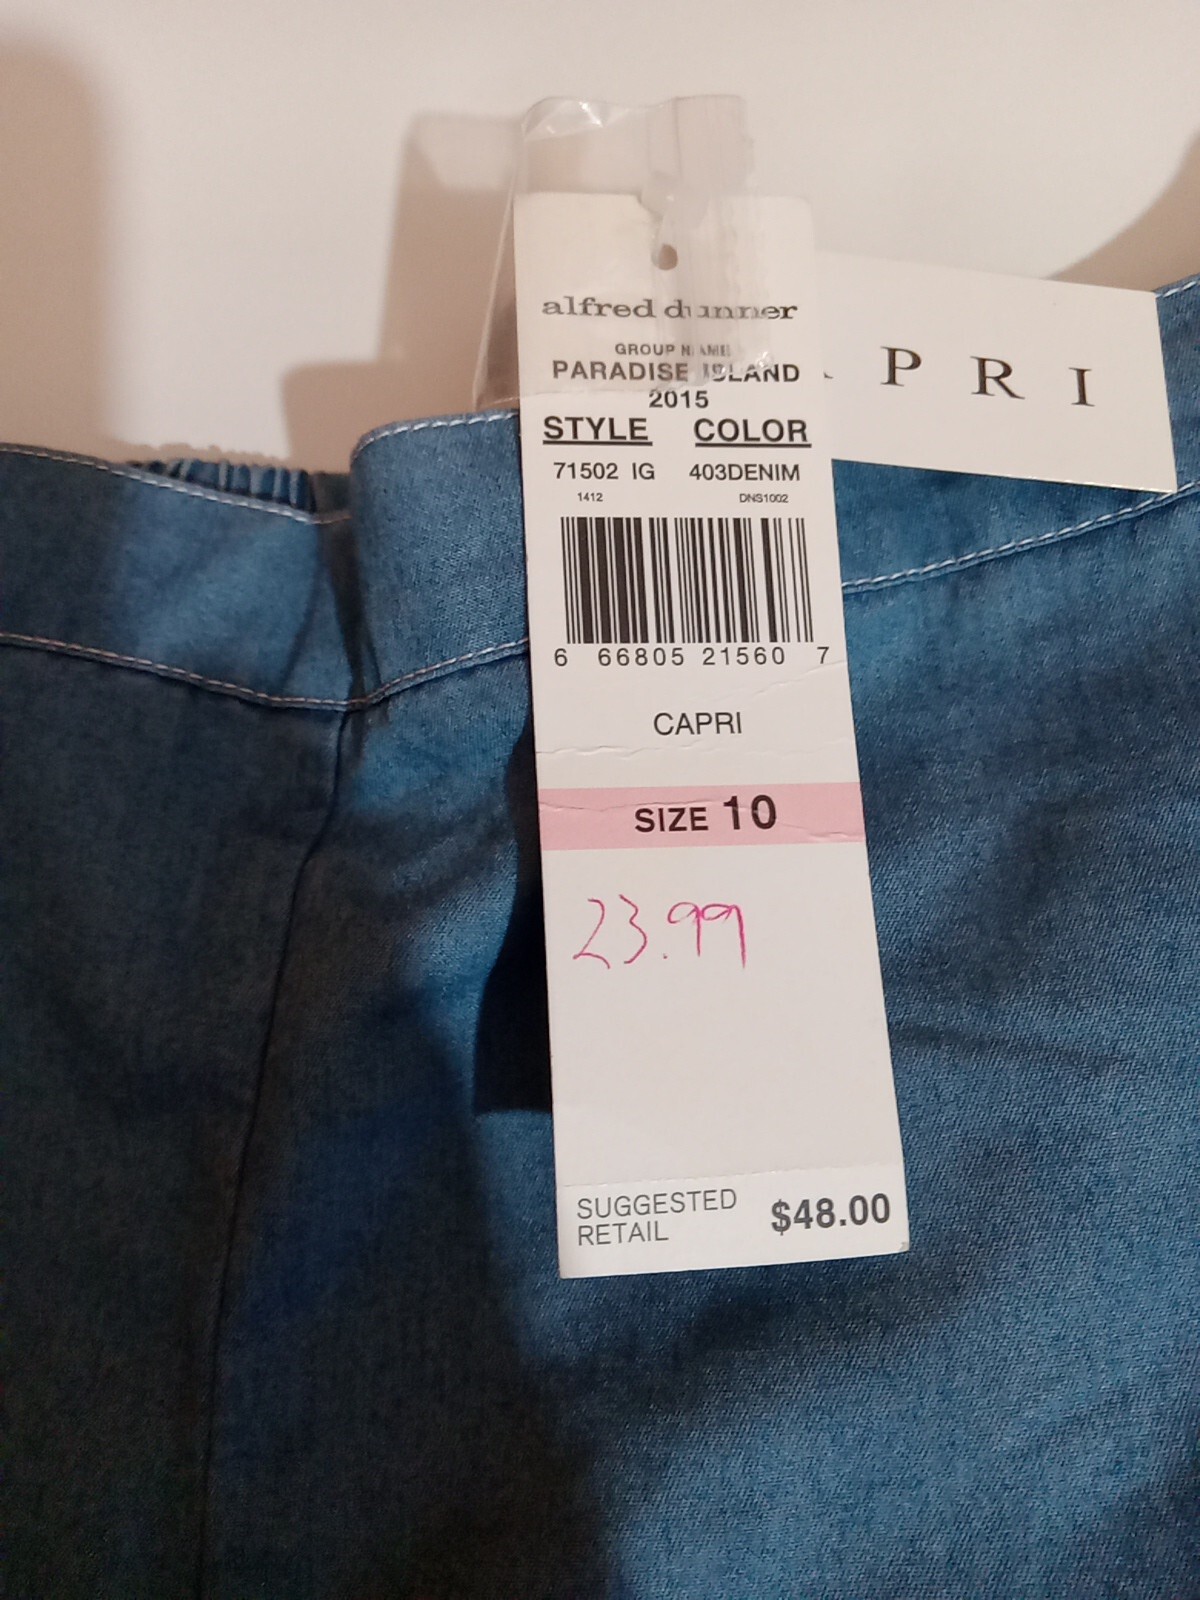 alfred dunner
GROUP NAME
PARADISE ISLAND
2015
STYLE COLOR
71502 IG 403DENIM
1412 DNS1002
6 66805 21560 7
CAPRI
SIZE 10
23.99
SUGGESTED
RETAIL $48.00
PRI